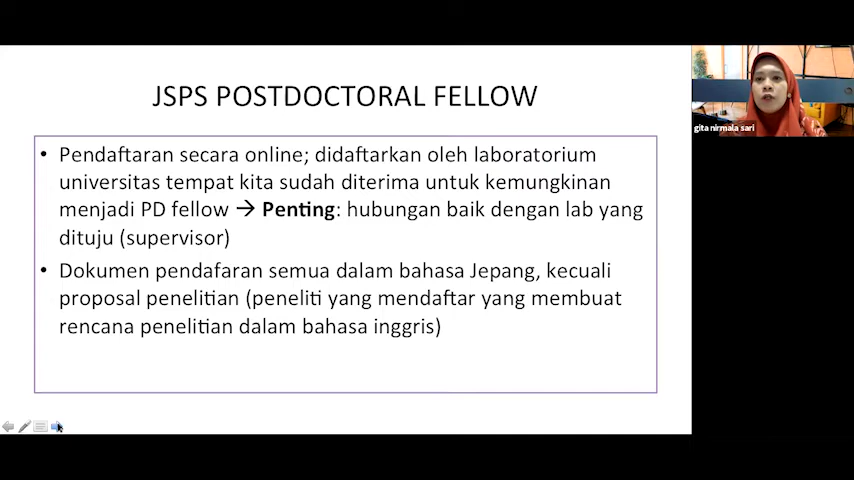 JSPS POSTDOCTORAL FELLOW
• Pendaftaran secara online; didaftarkan oleh laboratorium
universitas tempat kita sudah diterima untuk kemungkinan
menjadi PD fellow → Penting: hubungan baik dengan lab yang
dituju (supervisor)
• Dokumen pendafaran semua dalam bahasa Jepang, kecuali
proposal penelitian (peneliti yang mendaftar yang membuat
rencana penelitian dalam bahasa inggris)
gita nirmala sari